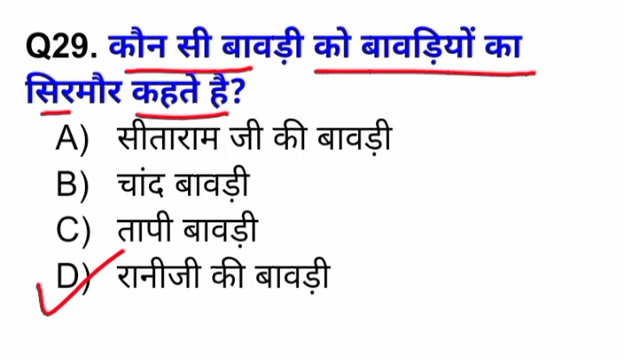 Q29. कौन सी बावड़ी को बावड़ियों का
सिरमौर कहते है?
A) सीताराम जी की बावड़ी
B) चांद बावड़ी
C) तापी बावड़ी
D) रानीजी की बावड़ी